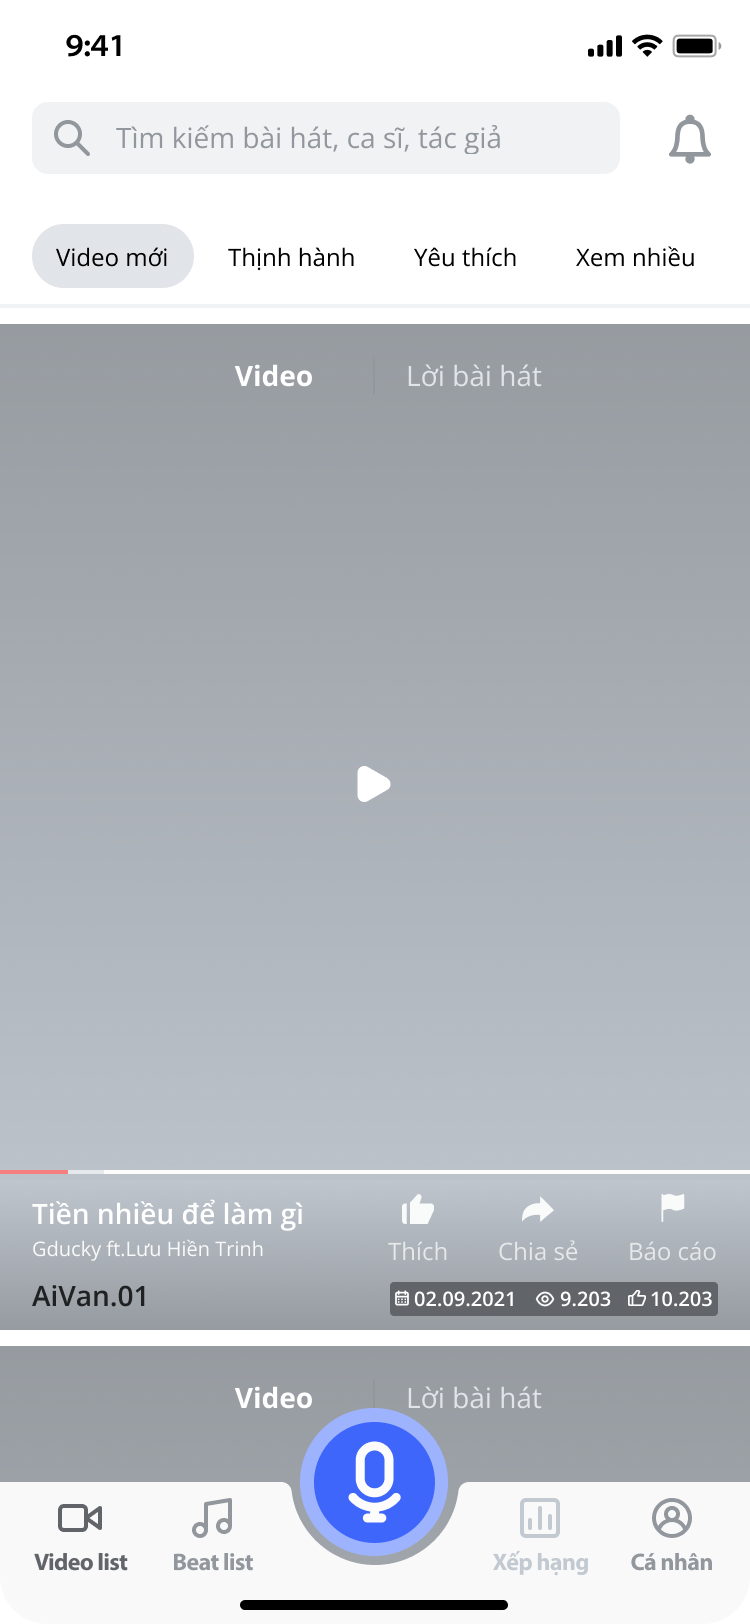 9:41
Tìm kiếm bài hát, ca sĩ, tác giả
Video mới Thịnh hành Yêu thích Xem nhiều
Video Lời bài hát
Tiền nhiều để làm gì
Gducky ft.Lưu Hiền Trinh
AiVan.01
Thích Chia sẻ Báo cáo
02.09.2021 9.203 10.203
Video Lời bài hát
Video list Beat list Xếp hạng Cá nhân